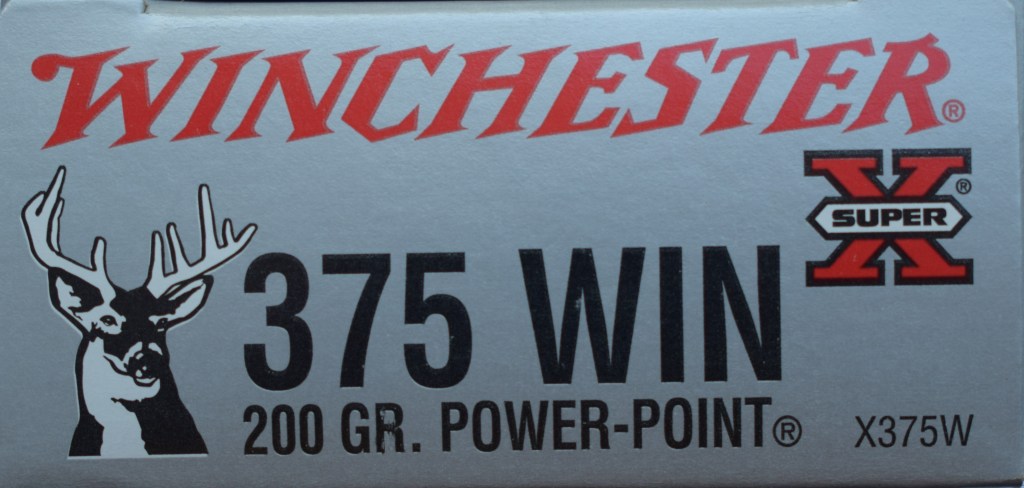 WINCHESTER®
X®
SUPER
375 WIN
200 GR. POWER-POINT® X375W